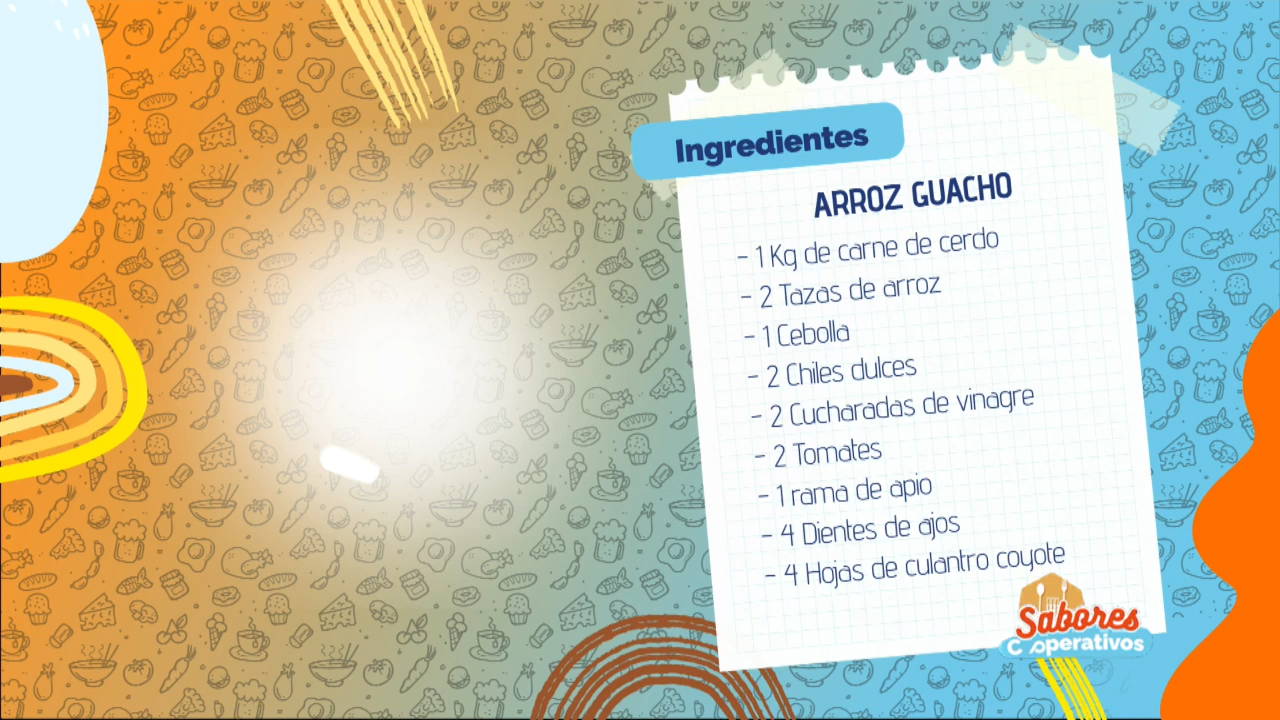 Ingredientes
ARROZ GUACHO
- 1 Kg de carne de cerdo
- 2 Tazas de arroz
- 1 Cebolla
- 2 Chiles dulces
- 2 Cucharadas de vinagre
- 2 Tomates
- 1 rama de apio
- 4 Dientes de ajos
- 4 Hojas de culantro coyote
Sabores
Cooperativos